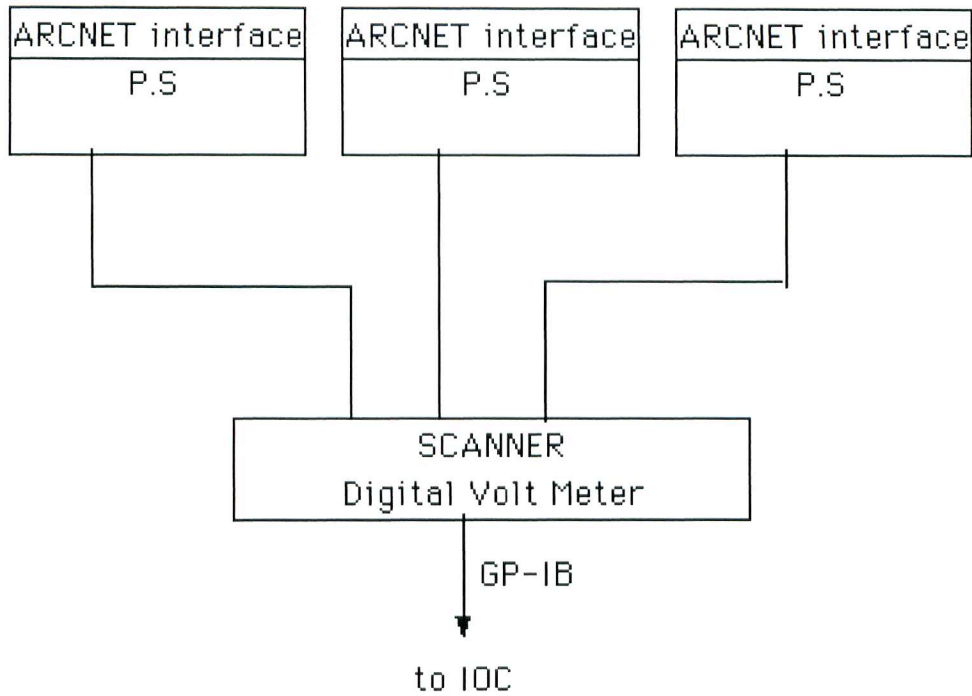 ARCNET interface
P.S
ARCNET interface
P.S
ARCNET interface
P.S
SCANNER
Digital Volt Meter
GP-IB
to IOC